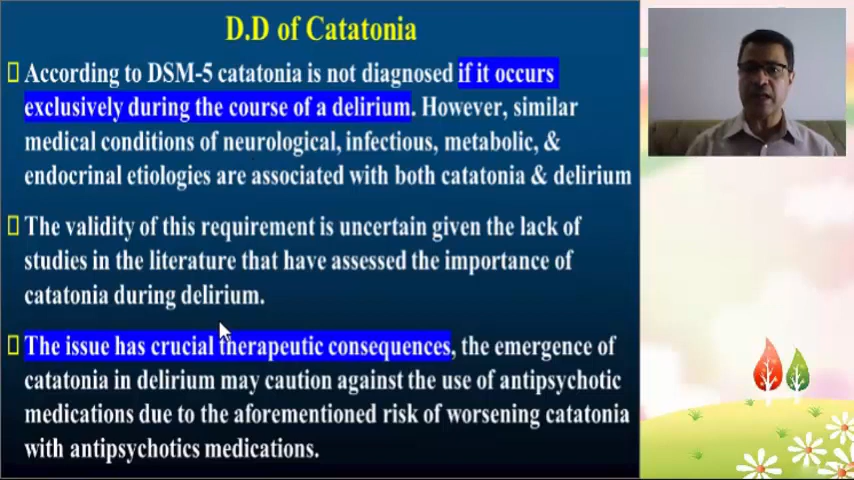 D.D of Catatonia
According to DSM-5 catatonia is not diagnosed if it occurs
exclusively during the course of a delirium. However, similar
medical conditions of neurological, infectious, metabolic, &
endocrinal etiologies are associated with both catatonia & delirium
The validity of this requirement is uncertain given the lack of
studies in the literature that have assessed the importance of
catatonia during delirium.
The issue has crucial therapeutic consequences, the emergence of
catatonia in delirium may caution against the use of antipsychotic
medications due to the aforementioned risk of worsening catatonia
with antipsychotics medications.